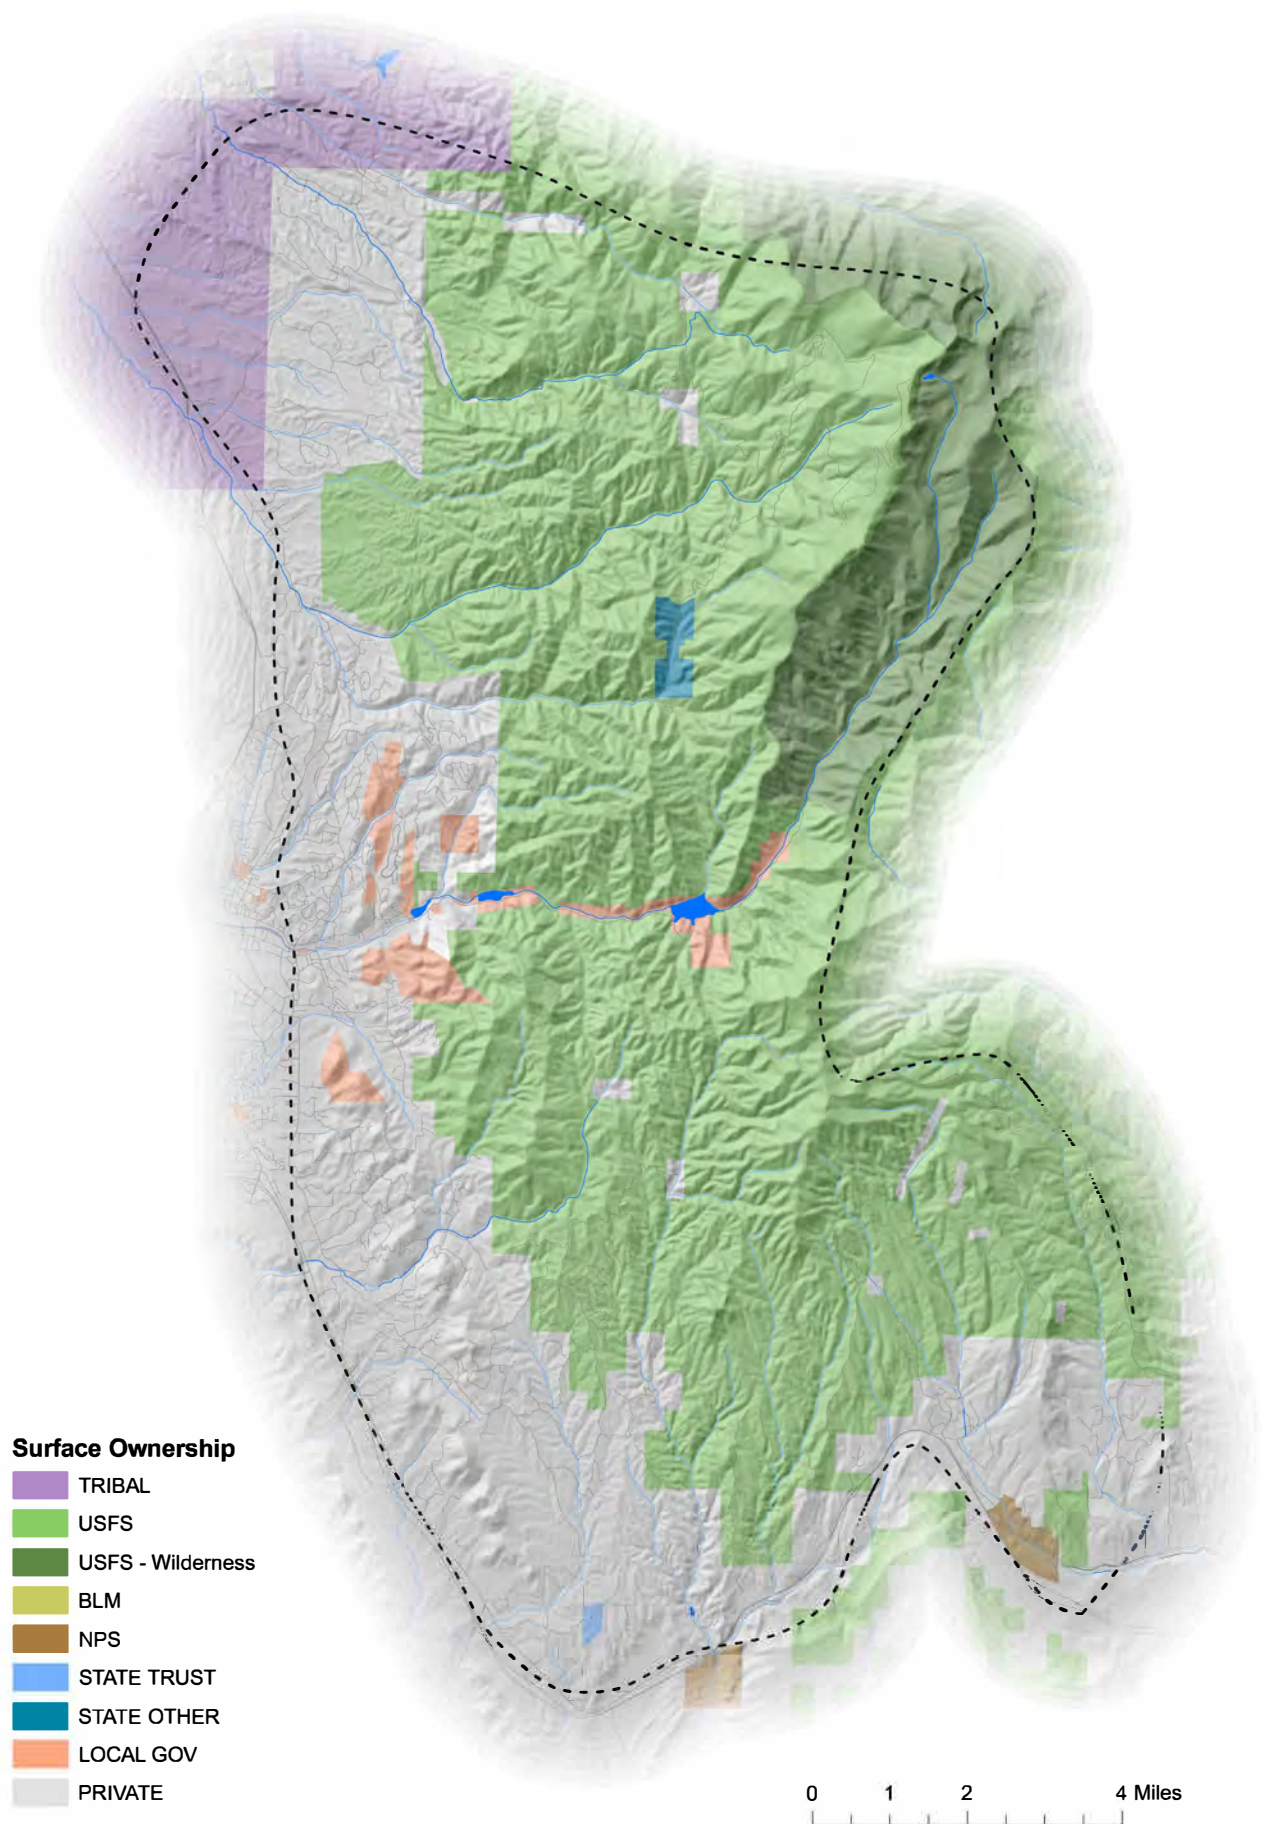 Surface Ownership
TRIBAL
USFS
USFS - Wilderness
BLM
NPS
STATE TRUST
STATE OTHER
LOCAL GOV
PRIVATE
0 1 2 4 Miles